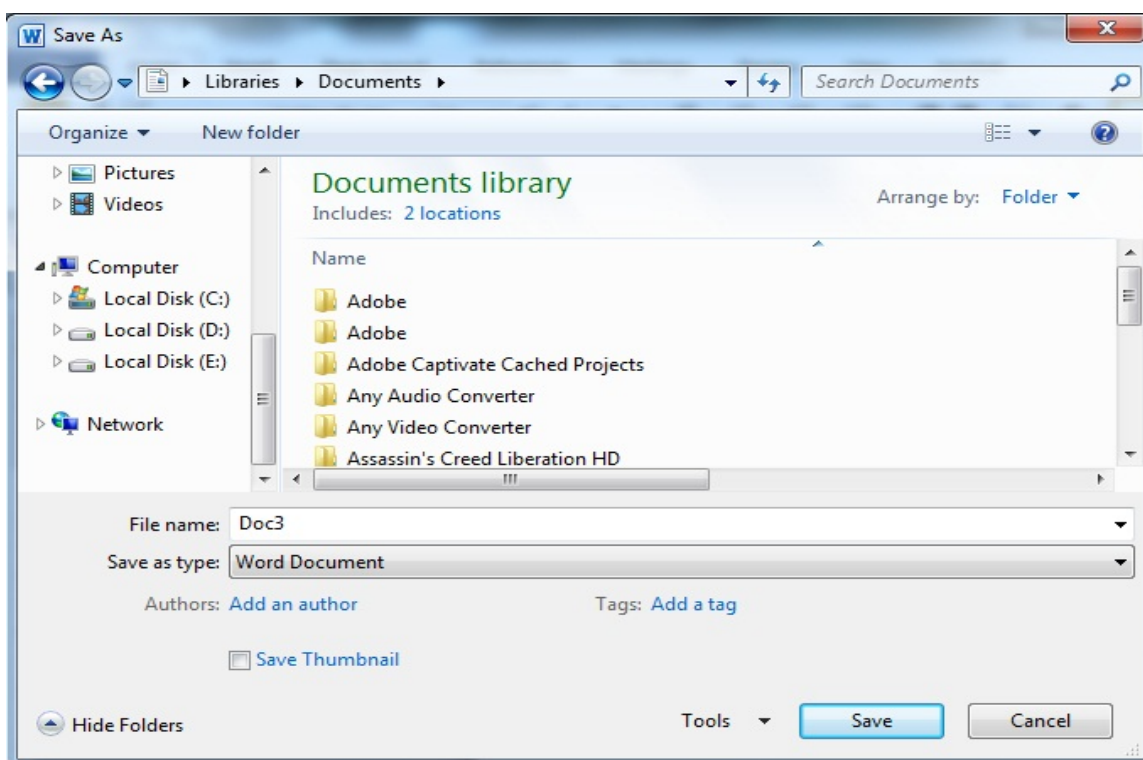 W Save As
Libraries Documents Search Documents
Organize New folder
Pictures
Videos
Computer
Local Disk (C:)
Local Disk (D:)
Local Disk (E:)
Network
Documents library
Includes: 2 locations
Arrange by: Folder
Name
Adobe
Adobe
Adobe Captivate Cached Projects
Any Audio Converter
Any Video Converter
Assassin's Creed Liberation HD
File name: Doc3
Save as type: Word Document
Authors: Add an author Tags: Add a tag
Save Thumbnail
Hide Folders Tools Save Cancel